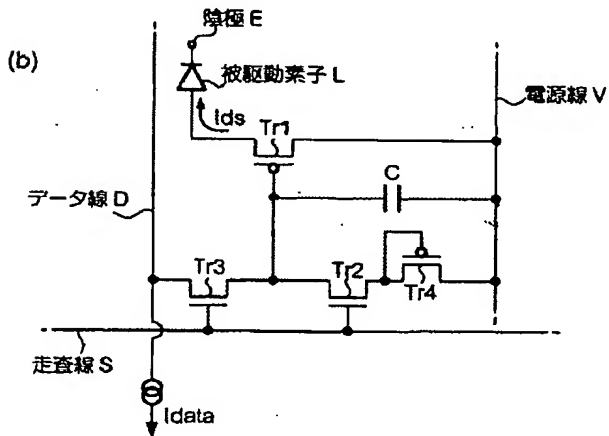 (b)
陰極 E
被駆動素子 L
電源線 V
Ids
Tr1
C
データ線 D
Tr3
Tr2
Tr4
走査線 S
Idata